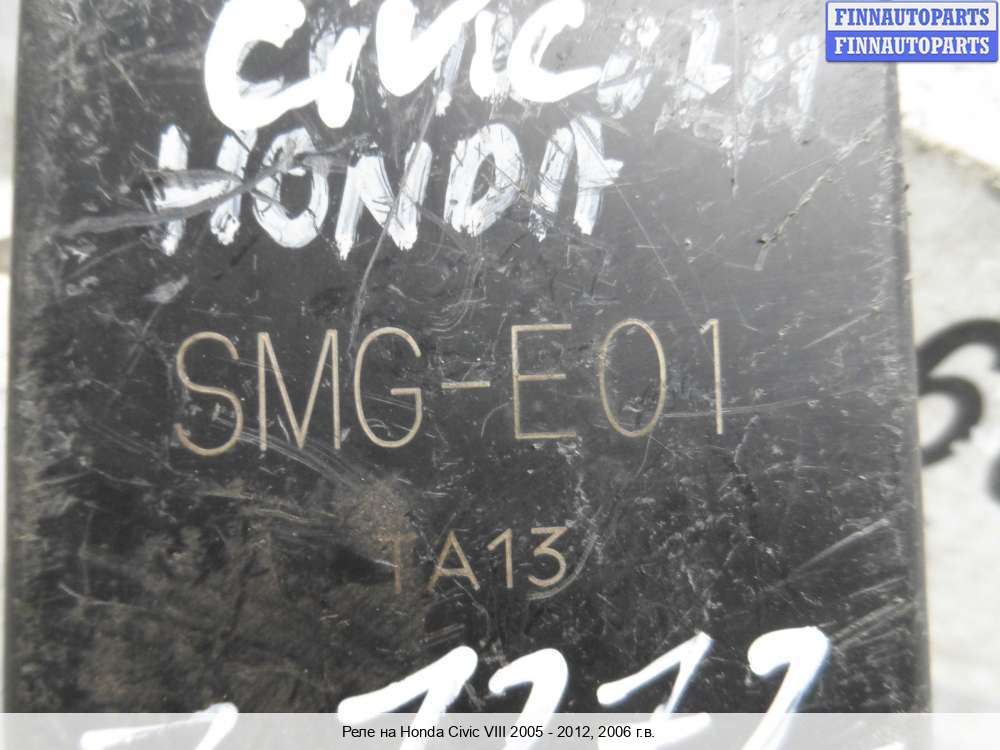 FINNAUTOPARTS
FINNAUTOPARTS
Civic
HONDA
SMG-E01
TA13
Реле на Honda Civic VIII 2005 - 2012, 2006 г.в.